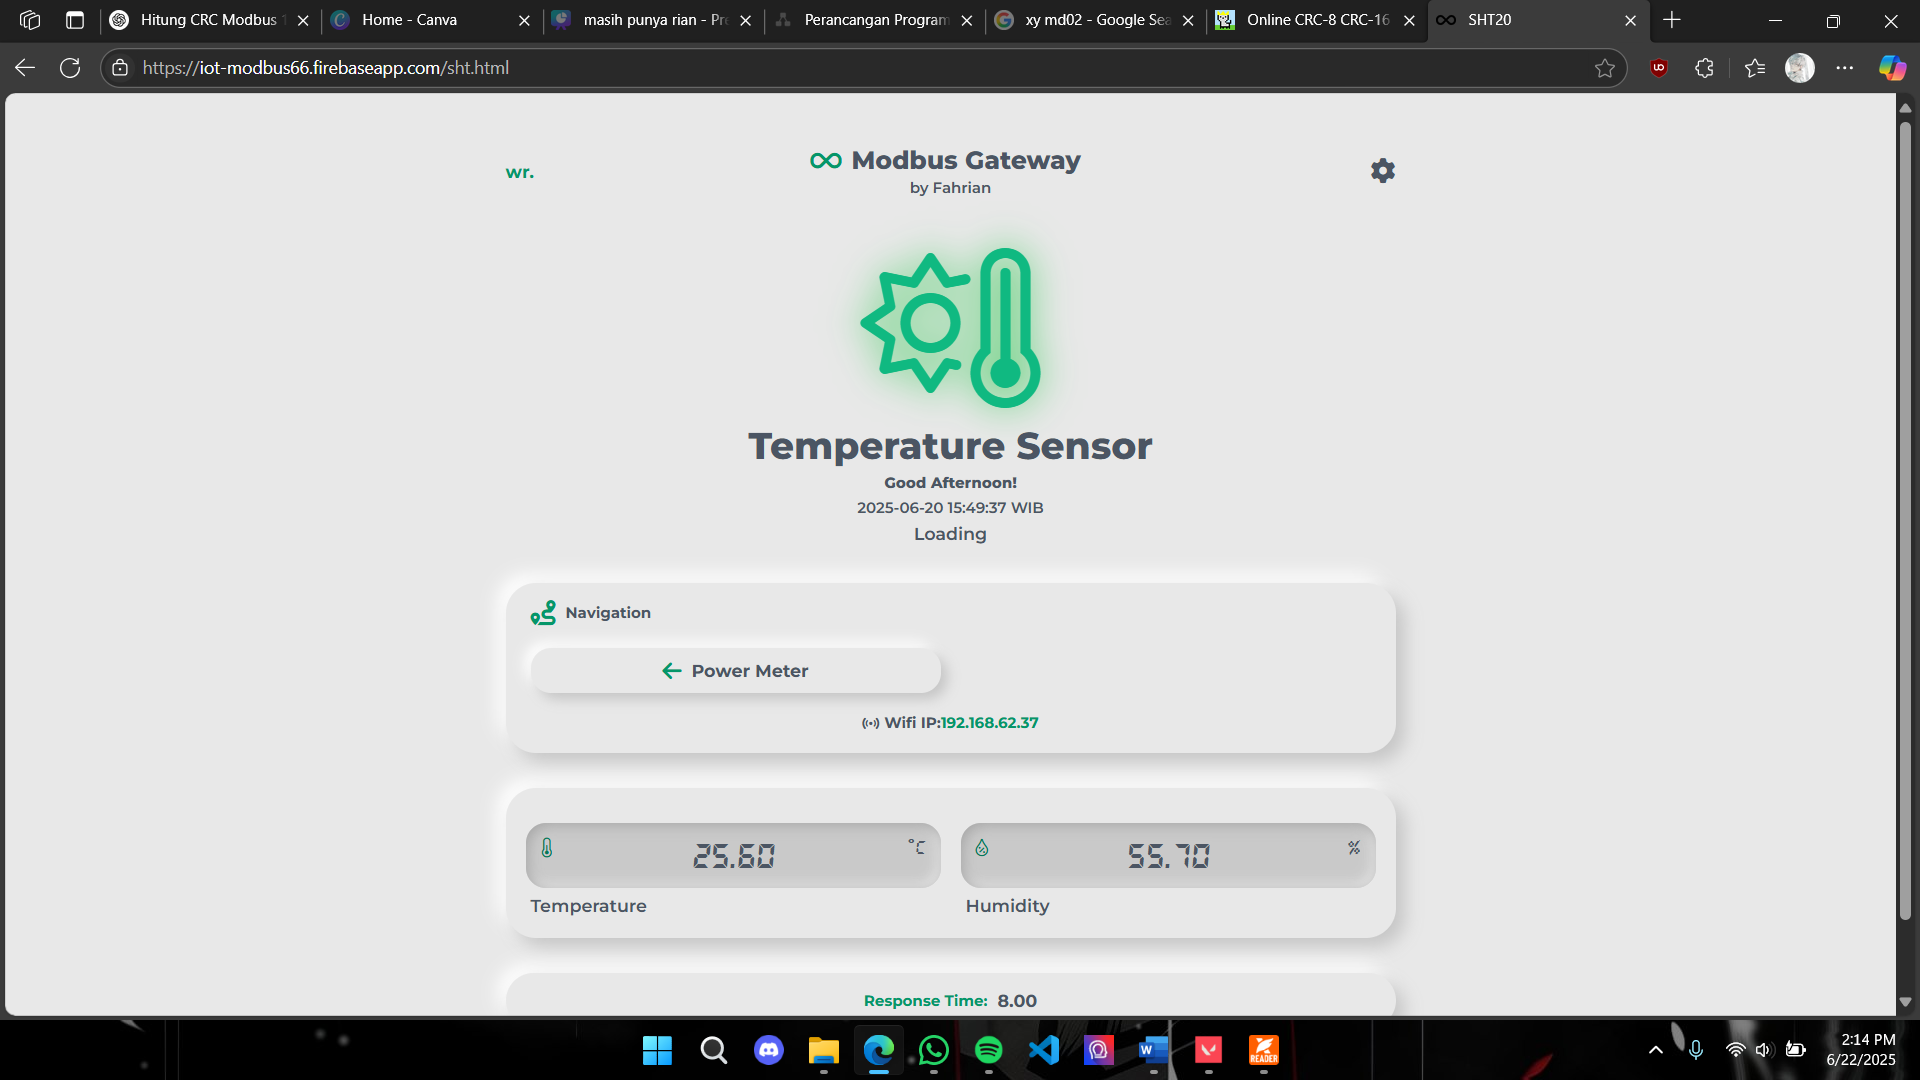 Hitung CRC Modbus 1
Home - Canva
masih punya rian - Pre
Perancangan Program
xy md02 - Google Sea
Online CRC-8 CRC-16
SHT20
https://iot-modbus66.firebaseapp.com/sht.html
wr.
Modbus Gateway
by Fahrian
Temperature Sensor
Good Afternoon!
2025-06-20 15:49:37 WIB
Loading
Navigation
Power Meter
Wifi IP:192.168.62.37
25.60 °C
55.70 %
Temperature
Humidity
Response Time: 8.00
2:14 PM
6/22/2025